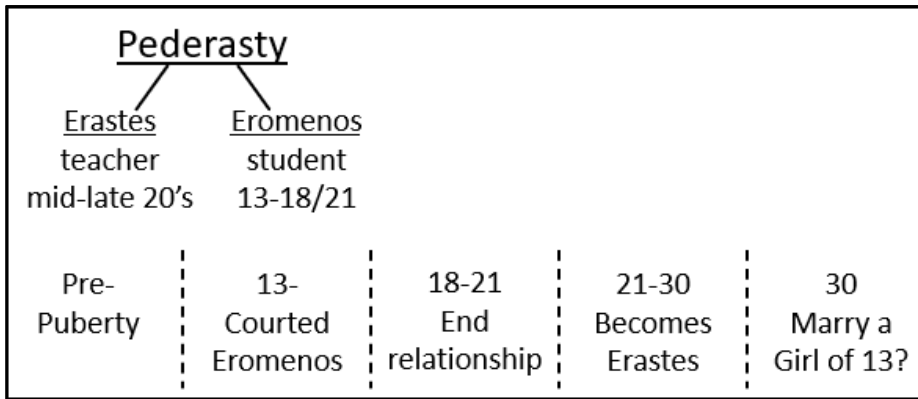 Pederasty
Erastes
teacher
mid-late 20's
Eromenos
student
13-18/21
Pre-
Puberty
13-
Courted
Eromenos
18-21
End
relationship
21-30
Becomes
Erastes
30
Marry a
Girl of 13?